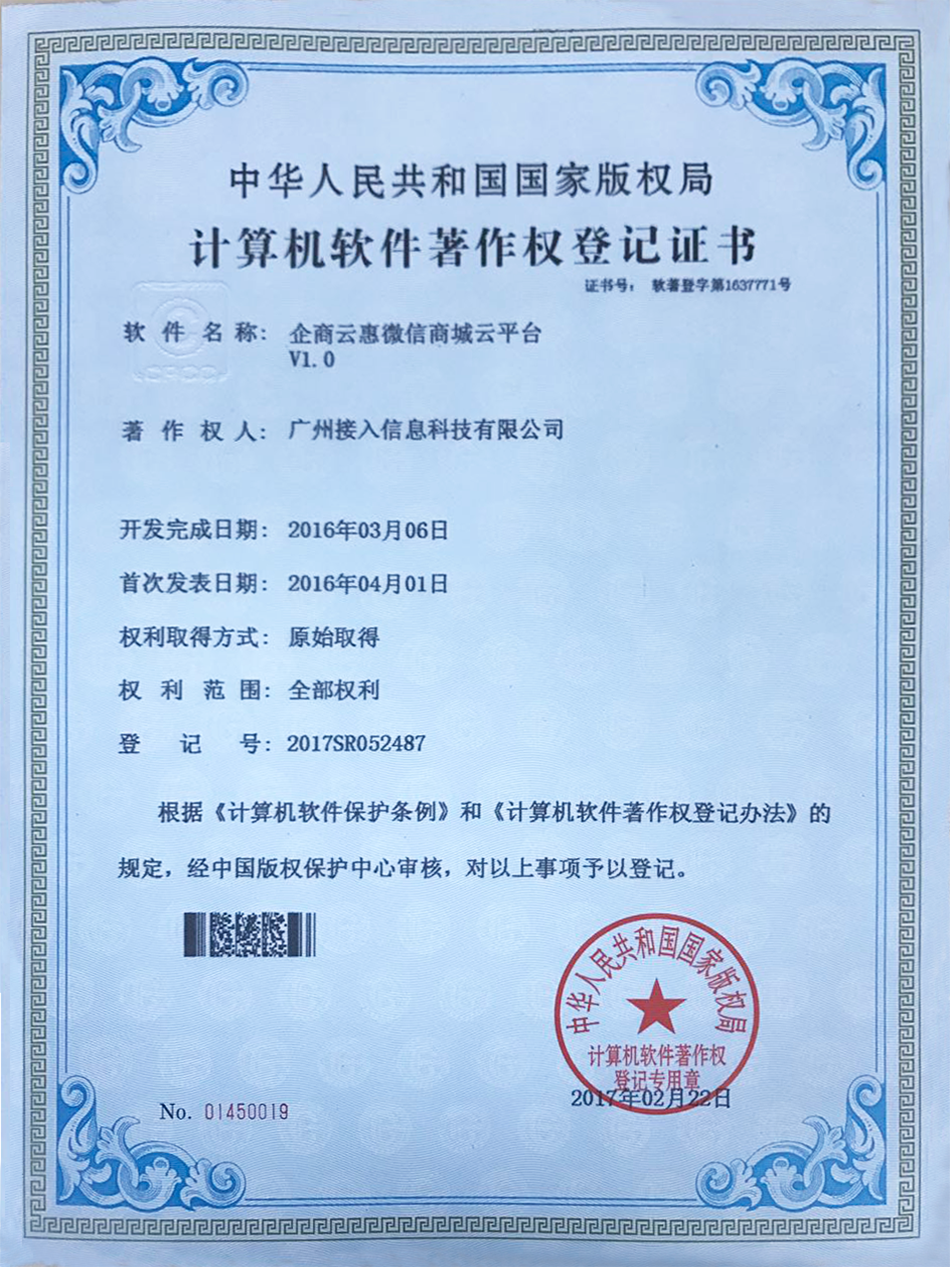 中华人民共和国国家版权局
计算机软件著作权登记证书
证书号： 软著登字第1637771号
软件名称： 企商云惠微信商城云平台
V1.0
著作权人： 广州接入信息科技有限公司
开发完成日期： 2016年03月06日
首次发表日期： 2016年04月01日
权利取得方式： 原始取得
权利范围： 全部权利
登记号： 2017SR052487
根据《计算机软件保护条例》和《计算机软件著作权登记办法》的
规定，经中国版权保护中心审核，对以上事项予以登记。
中华人民共和国国家版权局
计算机软件著作权
登记专用章
2017年02月22日
No. 01450019